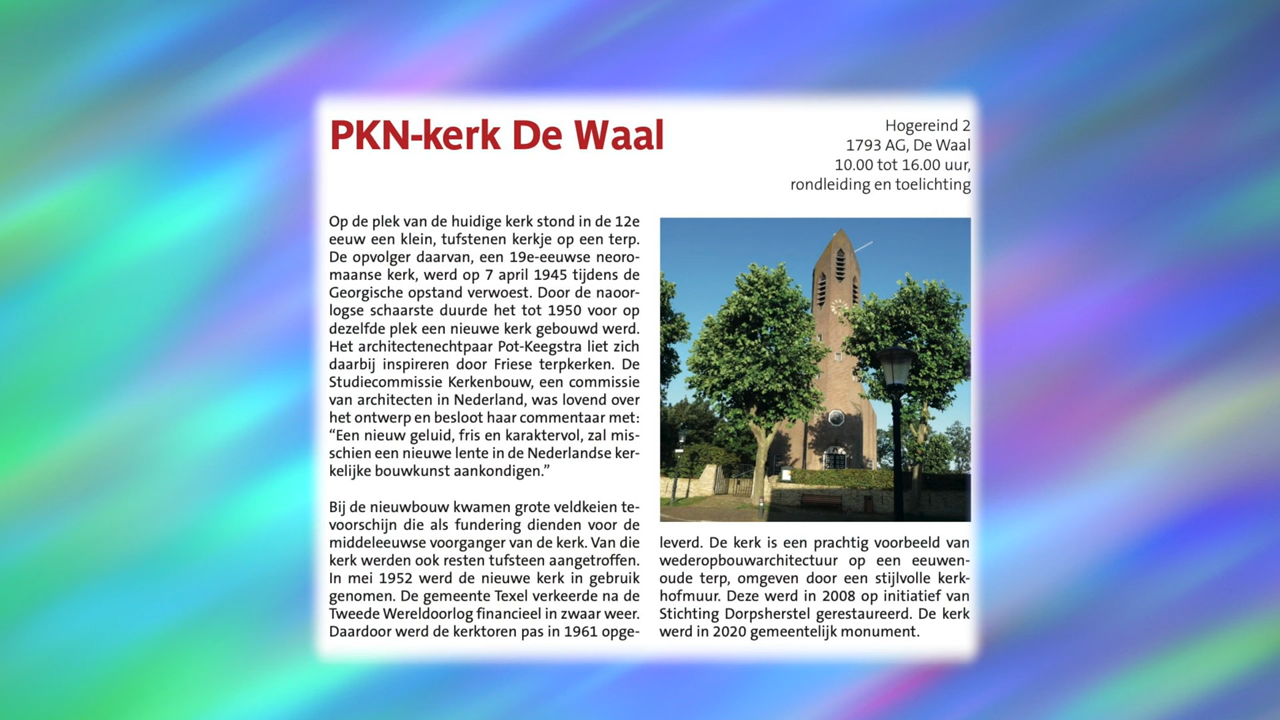 PKN-kerk De Waal
Hogereind 2
1793 AG, De Waal
10.00 tot 16.00 uur,
rondleiding en toelichting
Op de plek van de huidige kerk stond in de 12e
eeuw een klein, tufstenen kerkje op een terp.
De opvolger daarvan, een 19e-eeuwse neoro-
maanse kerk, werd op 7 april 1945 tijdens de
Georgische opstand verwoest. Door de naoor-
logse schaarste duurde het tot 1950 voor op
dezelfde plek een nieuwe kerk gebouwd werd.
Het architectenechtpaar Pot-Keegstra liet zich
daarbij inspireren door Friese terpkerken. De
Studiecommissie Kerkenbouw, een commissie
van architecten in Nederland, was lovend over
het ontwerp en besloot haar commentaar met:
“Een nieuw geluid, fris en karaktervol, zal mis-
schien een nieuwe lente in de Nederlandse ker-
kelijke bouwkunst aankondigen.”
Bij de nieuwbouw kwamen grote veldkeien te-
voorschijn die als fundering dienden voor de
middeleeuwse voorganger van de kerk. Van die
kerk werden ook resten tufsteen aangetroffen.
In mei 1952 werd de nieuwe kerk in gebruik
genomen. De gemeente Texel verkeerde na de
Tweede Wereldoorlog financieel in zwaar weer.
Daardoor werd de kerktoren pas in 1961 opge-
leverd. De kerk is een prachtig voorbeeld van
wederopbouwarchitectuur op een eeuwen-
oude terp, omgeven door een stijlvolle kerk-
hofmuur. Deze werd in 2008 op initiatief van
Stichting Dorpsherstel gerestaureerd. De kerk
werd in 2020 gemeentelijk monument.